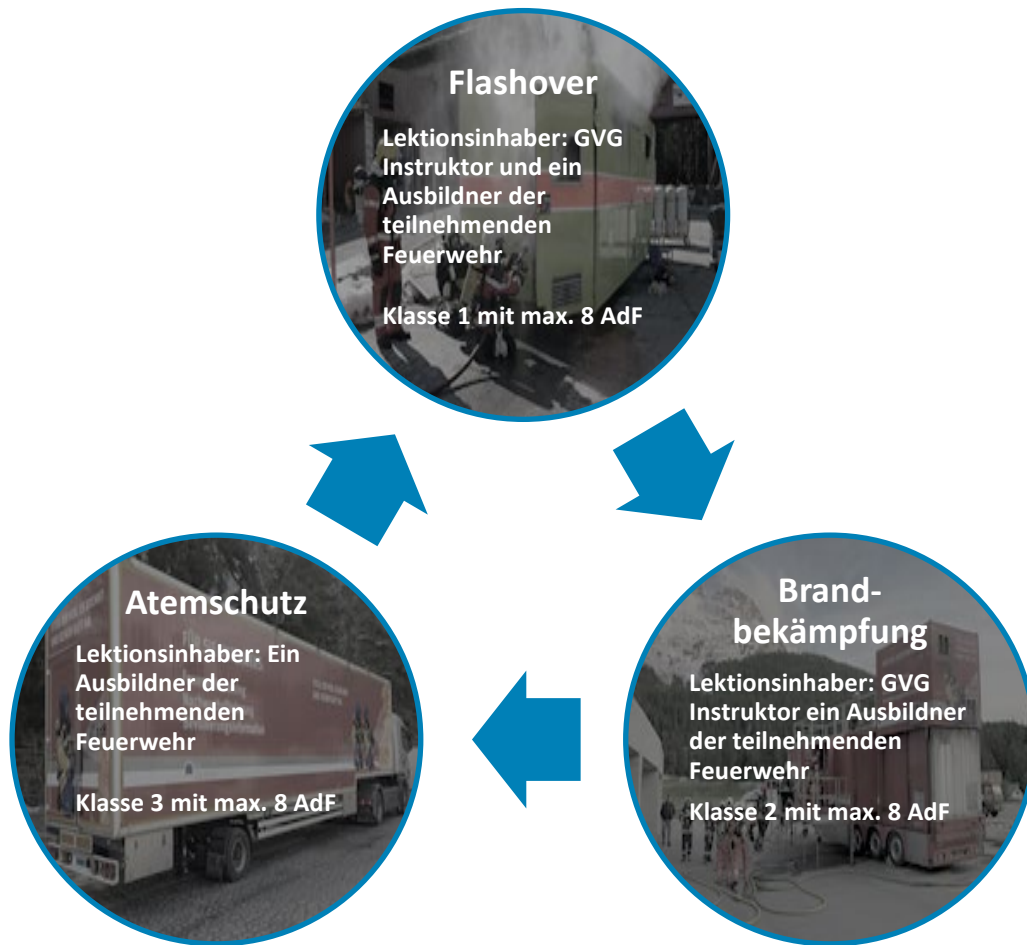 Flashover
Lektionsinhaber: GVG
Instruktor und ein
Ausbildner der
teilnehmenden
Feuerwehr
Klasse 1 mit max. 8 AdF
Atemschutz
Lektionsinhaber: Ein
Ausbildner der
teilnehmenden
Feuerwehr
Klasse 3 mit max. 8 AdF
Brand-
bekämpfung
Lektionsinhaber: GVG
Instruktor ein Ausbildner
der teilnehmenden
Feuerwehr
Klasse 2 mit max. 8 AdF